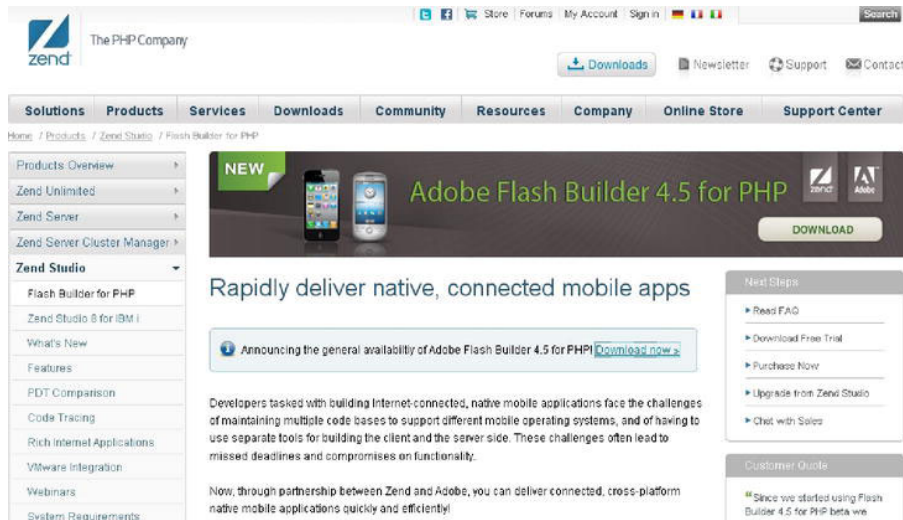 Store Forums My Account Sign in Search
zend The PHP Company
Downloads Newsletter Support Contact
Solutions Products Services Downloads Community Resources Company Online Store Support Center
Home / Products / Zend Studio / Flash Builder for PHP
Products Overview
Zend Unlimited
Zend Server
Zend Server Cluster Manager
Zend Studio
Flash Builder for PHP
Zend Studio 8 for IBM i
What's New
Features
PDT Comparison
Code Tracing
Rich Internet Applications
VMware Integration
Webinars
System Requirements
NEW
Adobe Flash Builder 4.5 for PHP
zend Adobe
DOWNLOAD
Rapidly deliver native, connected mobile apps
Announcing the general availabiltiy of Adobe Flash Builder 4.5 for PHP! Download now >
Developers tasked with building Internet-connected, native mobile applications face the challenges
of maintaining multiple code bases to support different mobile operating systems, and of having to
use separate tools for building the client and the server side. These challenges often lead to
missed deadlines and compromises on functionality.
Now, through partnership between Zend and Adobe, you can deliver connected, cross-platform
native mobile applications quickly and efficiently!
Next Steps
Read FAQ
Download Free Trial
Purchase Now
Upgrade from Zend Studio
Chat with Sales
Customer Quote
"Since we started using Flash
Builder 4.5 for PHP beta we